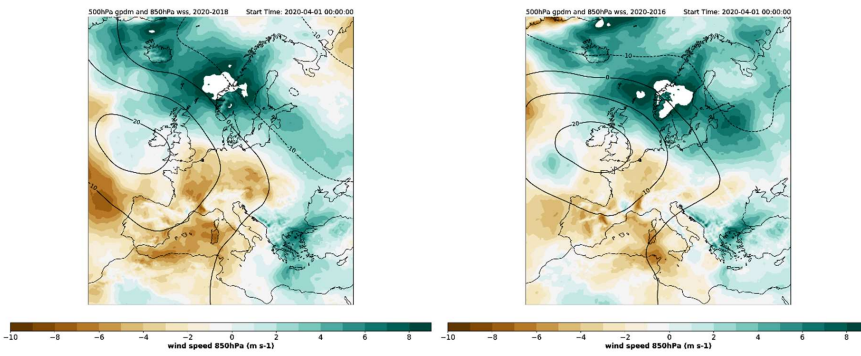 500hPa gpdm and 850hPa wss, 2020-2018 Start Time: 2020-04-01 00:00:00
-10
20
10
-10
-10 -8 -6 -4 -2 0 2 4 6 8
wind speed 850hPa (m s-1)
500hPa gpdm and 850hPa wss, 2020-2016 Start Time: 2020-04-01 00:00:00
-10
0
20
10
-10 -8 -6 -4 -2 0 2 4 6 8
wind speed 850hPa (m s-1)